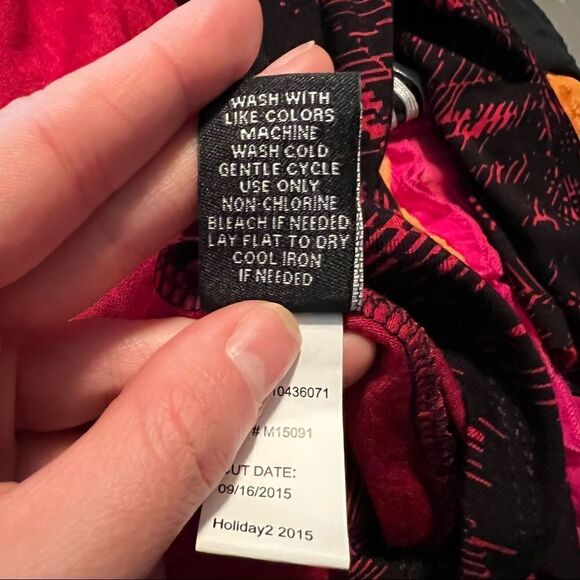 WASH WITH
LIKE COLORS
MACHINE
WASH COLD
GENTLE CYCLE
USE ONLY
NON-CHLORINE
BLEACH IF NEEDED
LAY FLAT TO DRY
COOL IRON
IF NEEDED
10436071
# M15091
CUT DATE:
09/16/2015
Holiday2 2015